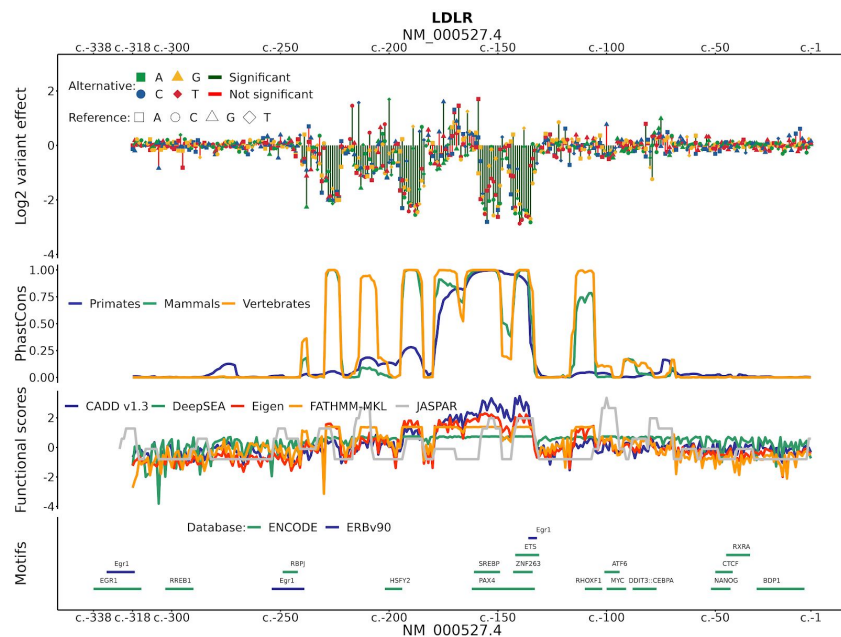 LDLR
NM_000527.4
c.-338 c.-318 c.-300 c.-250 c.-200 c.-150 c.-100 c.-50 c.-1
Log2 variant effect
2
0
-2
-4
Alternative: A G Significant
C T Not significant
Reference: A C G T
PhastCons
1.00
0.75
0.50
0.25
0.00
Primates Mammals Vertebrates
Functional scores
CADD v1.3 DeepSEA Eigen FATHMM-MKL JASPAR
2
0
-2
-4
Motifs
Database: ENCODE ERBv90
Egr1
ETS RXRA
Egr1 RBPJ SREBP ZNF263 ATF6 CTCF
EGR1 RREB1 Egr1 HSFY2 PAX4 RHOXF1 MYC DDIT3::CEBPA NANOG BDP1
c.-338 c.-318 c.-300 c.-250 c.-200 c.-150 c.-100 c.-50 c.-1
NM_000527.4